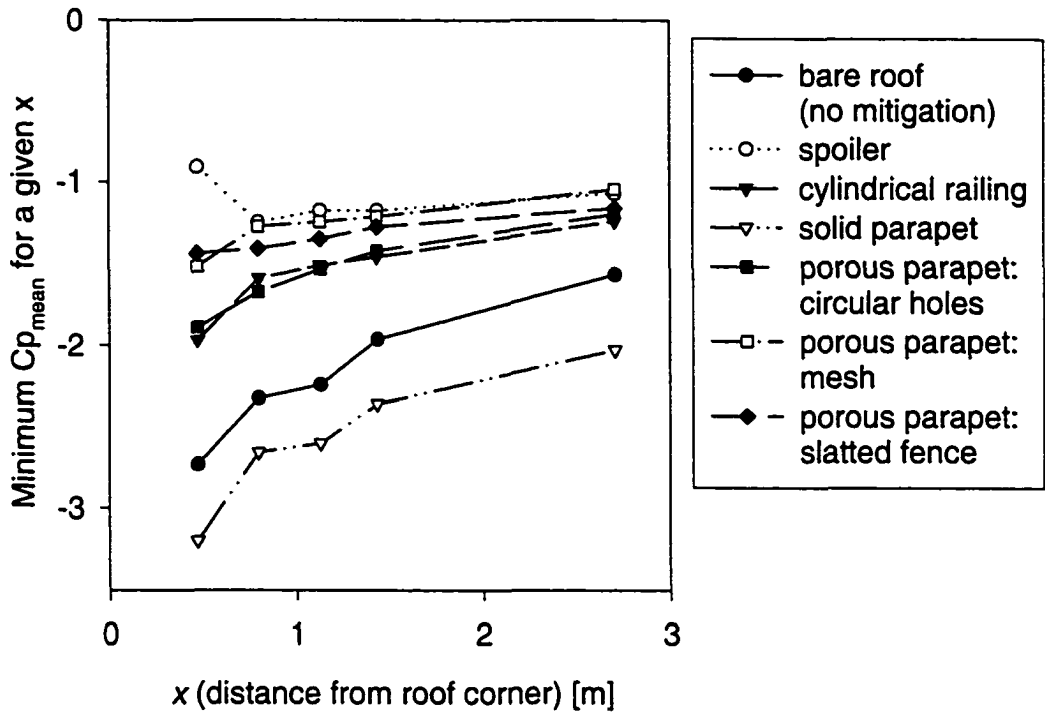 0
-1
-2
-3
Minimum Cp_mean for a given x
0
1
2
3
x (distance from roof corner) [m]
bare roof
(no mitigation)
spoiler
cylindrical railing
solid parapet
porous parapet:
circular holes
porous parapet:
mesh
porous parapet:
slatted fence